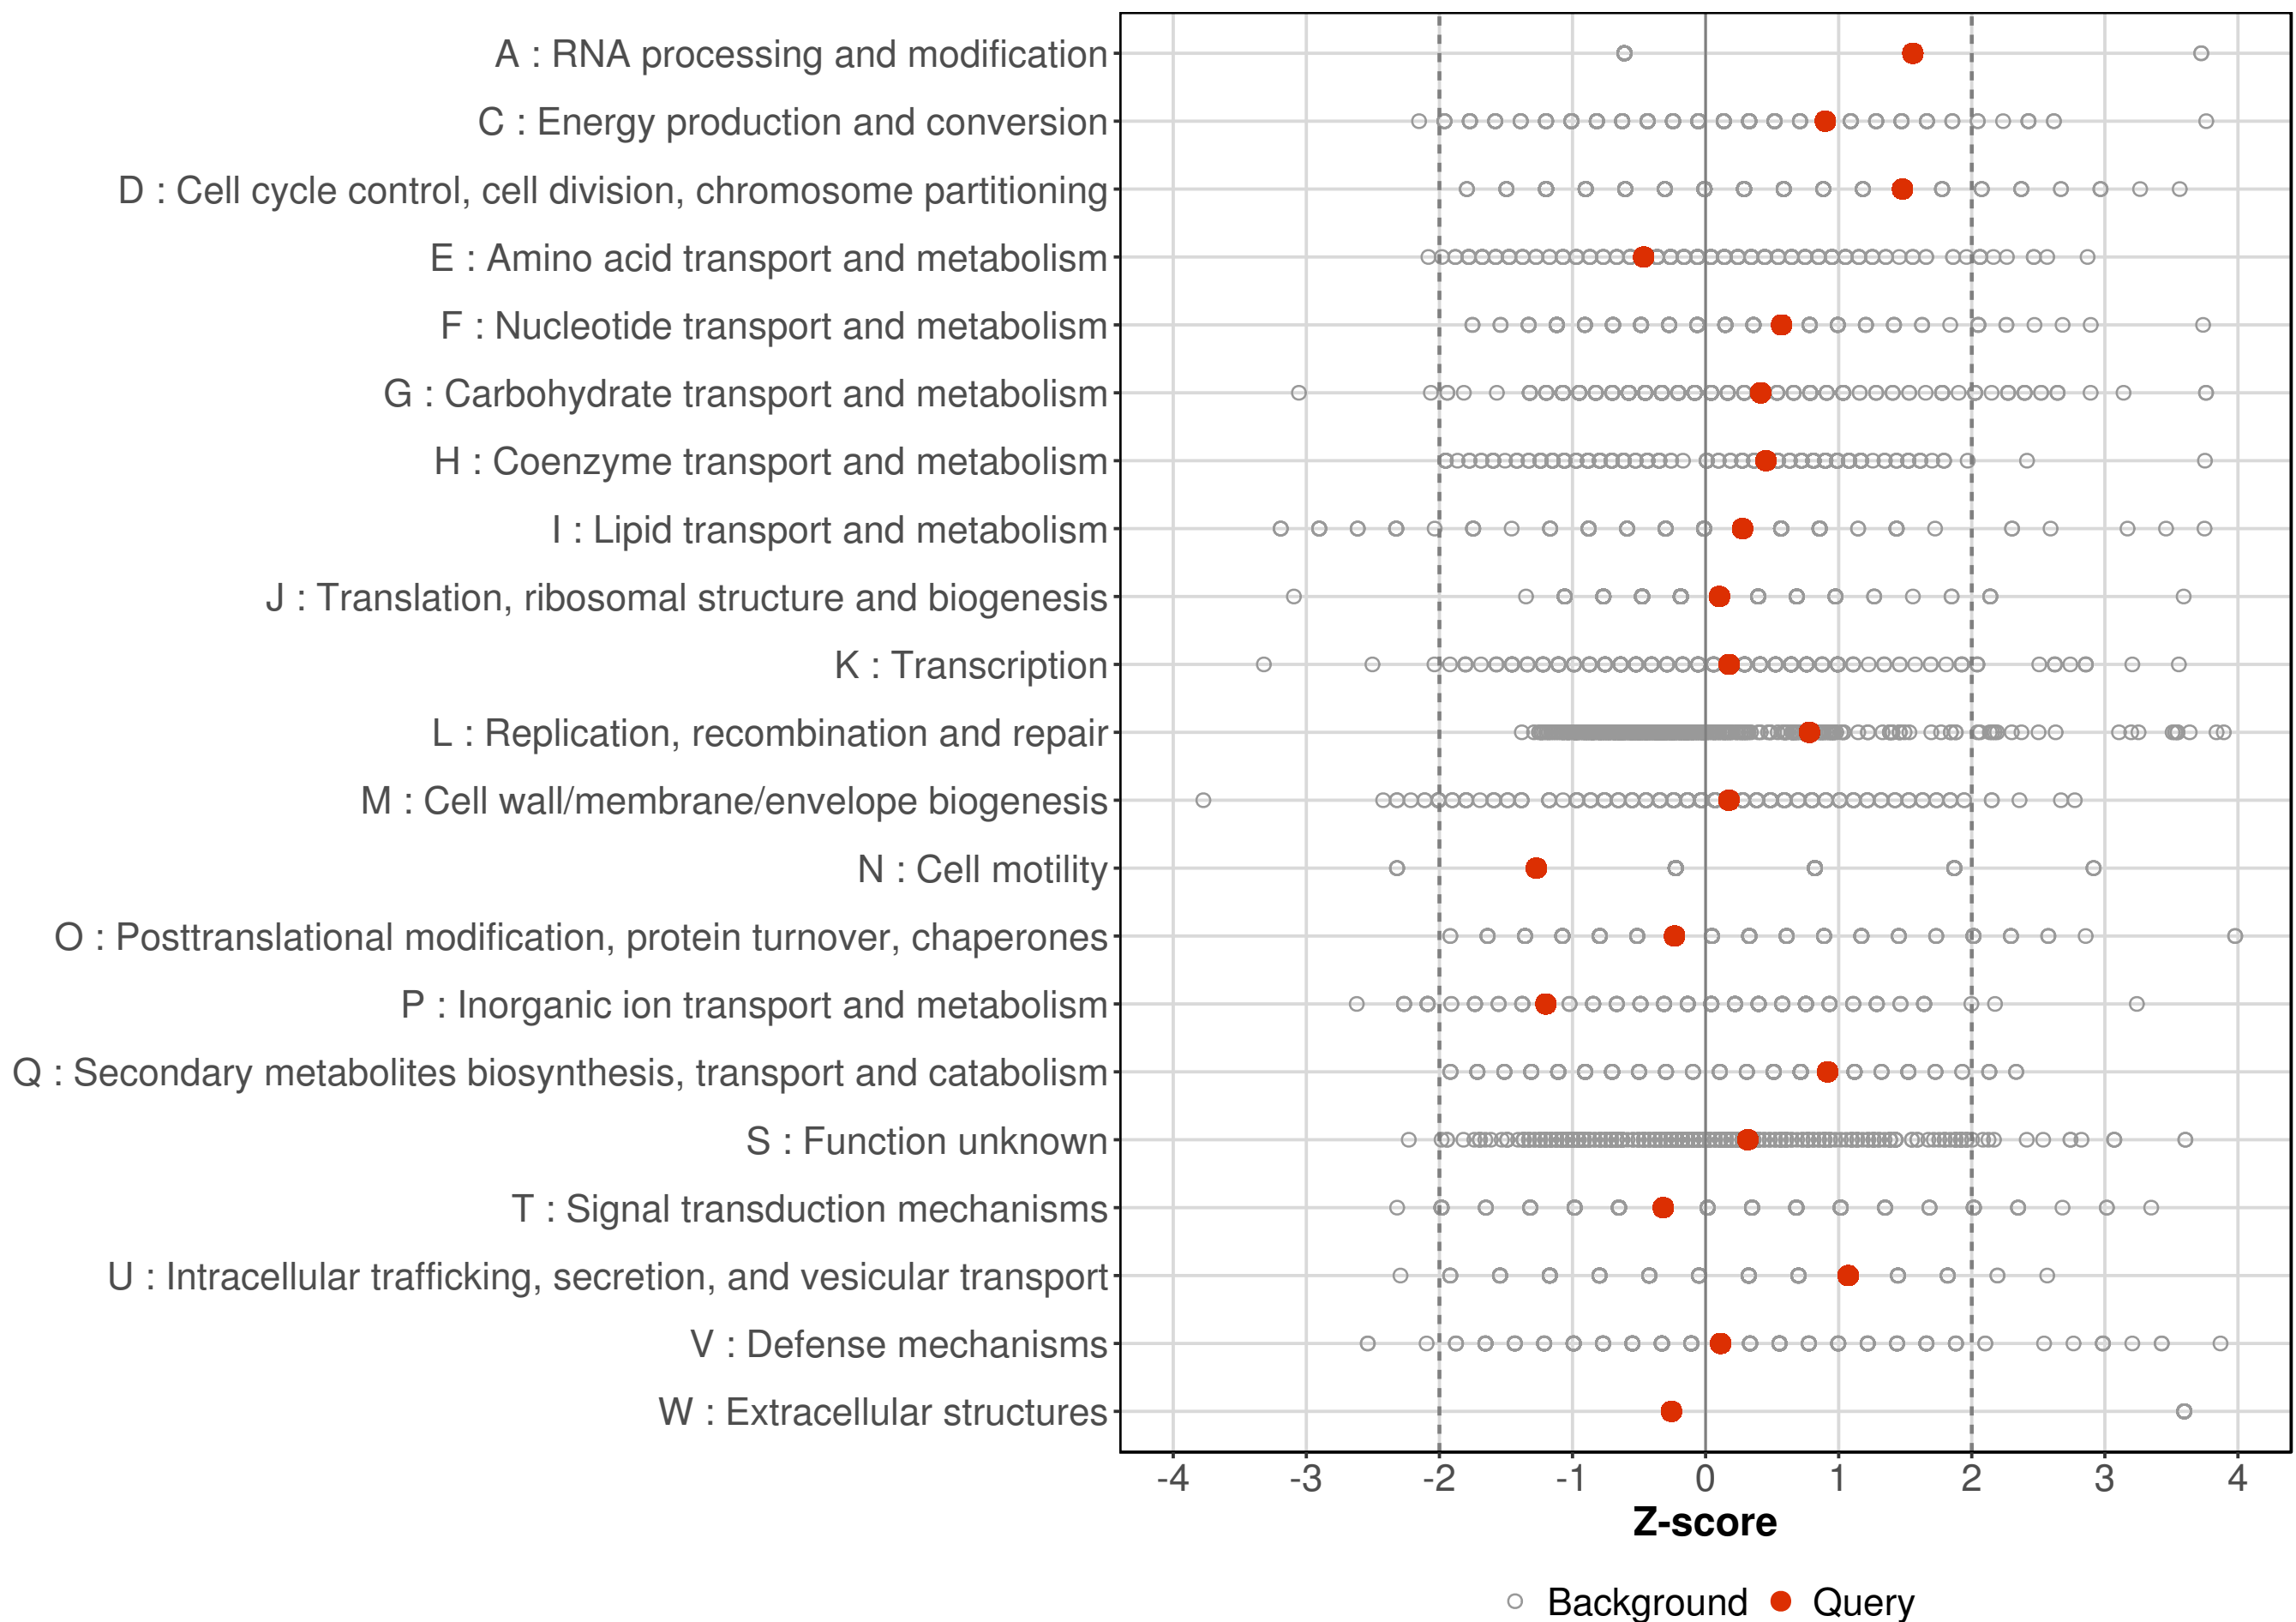 A : RNA processing and modification
C : Energy production and conversion
D : Cell cycle control, cell division, chromosome partitioning
E : Amino acid transport and metabolism
F : Nucleotide transport and metabolism
G : Carbohydrate transport and metabolism
H : Coenzyme transport and metabolism
I : Lipid transport and metabolism
J : Translation, ribosomal structure and biogenesis
K : Transcription
L : Replication, recombination and repair
M : Cell wall/membrane/envelope biogenesis
N : Cell motility
O : Posttranslational modification, protein turnover, chaperones
P : Inorganic ion transport and metabolism
Q : Secondary metabolites biosynthesis, transport and catabolism
S : Function unknown
T : Signal transduction mechanisms
U : Intracellular trafficking, secretion, and vesicular transport
V : Defense mechanisms
W : Extracellular structures
-4 -3 -2 -1 0 1 2 3 4
Z-score
Background Query